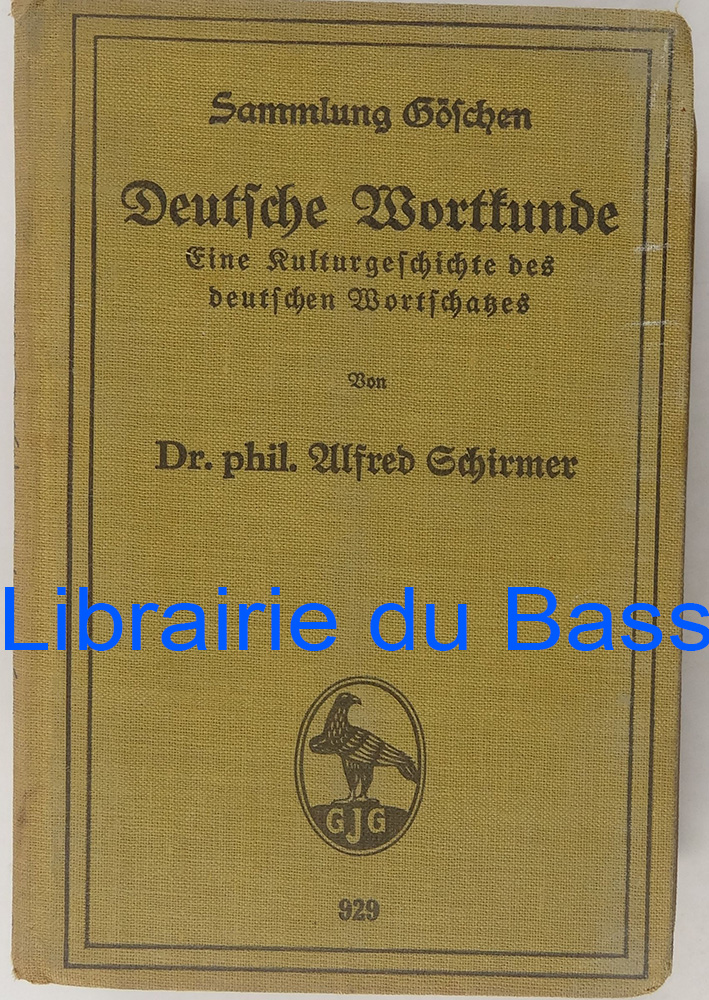 Sammlung Göschen
Deutsche Wortkunde
Eine Kulturgeschichte des
deutschen Wortschatzes
Von
Dr. phil. Alfred Schirmer
Librairie du Bass
GJG
929